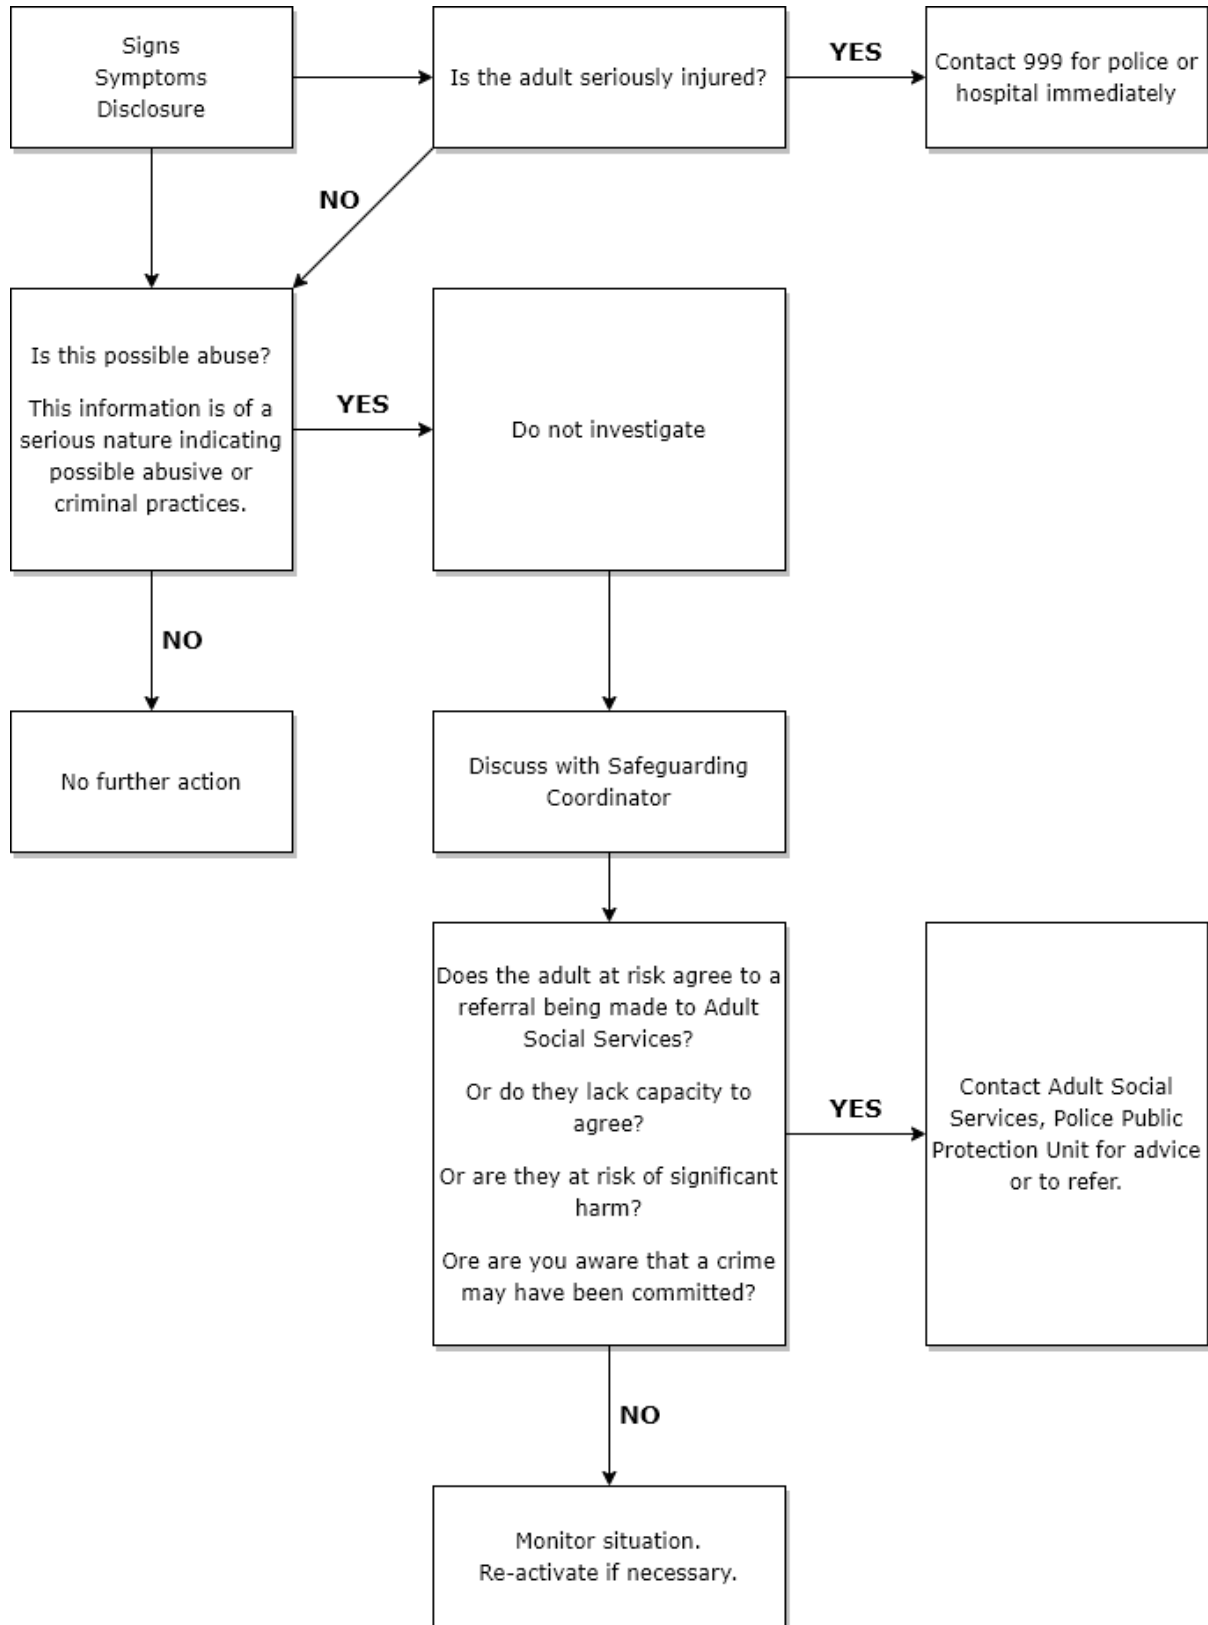 Signs
Symptoms
Disclosure
Is the adult seriously injured?
YES
Contact 999 for police or
hospital immediately
NO
Is this possible abuse?
This information is of a
serious nature indicating
possible abusive or
criminal practices.
YES
Do not investigate
NO
No further action
Discuss with Safeguarding
Coordinator
Does the adult at risk agree to a
referral being made to Adult
Social Services?
Or do they lack capacity to
agree?
Or are they at risk of significant
harm?
Ore are you aware that a crime
may have been committed?
YES
Contact Adult Social
Services, Police Public
Protection Unit for advice
or to refer.
NO
Monitor situation.
Re-activate if necessary.